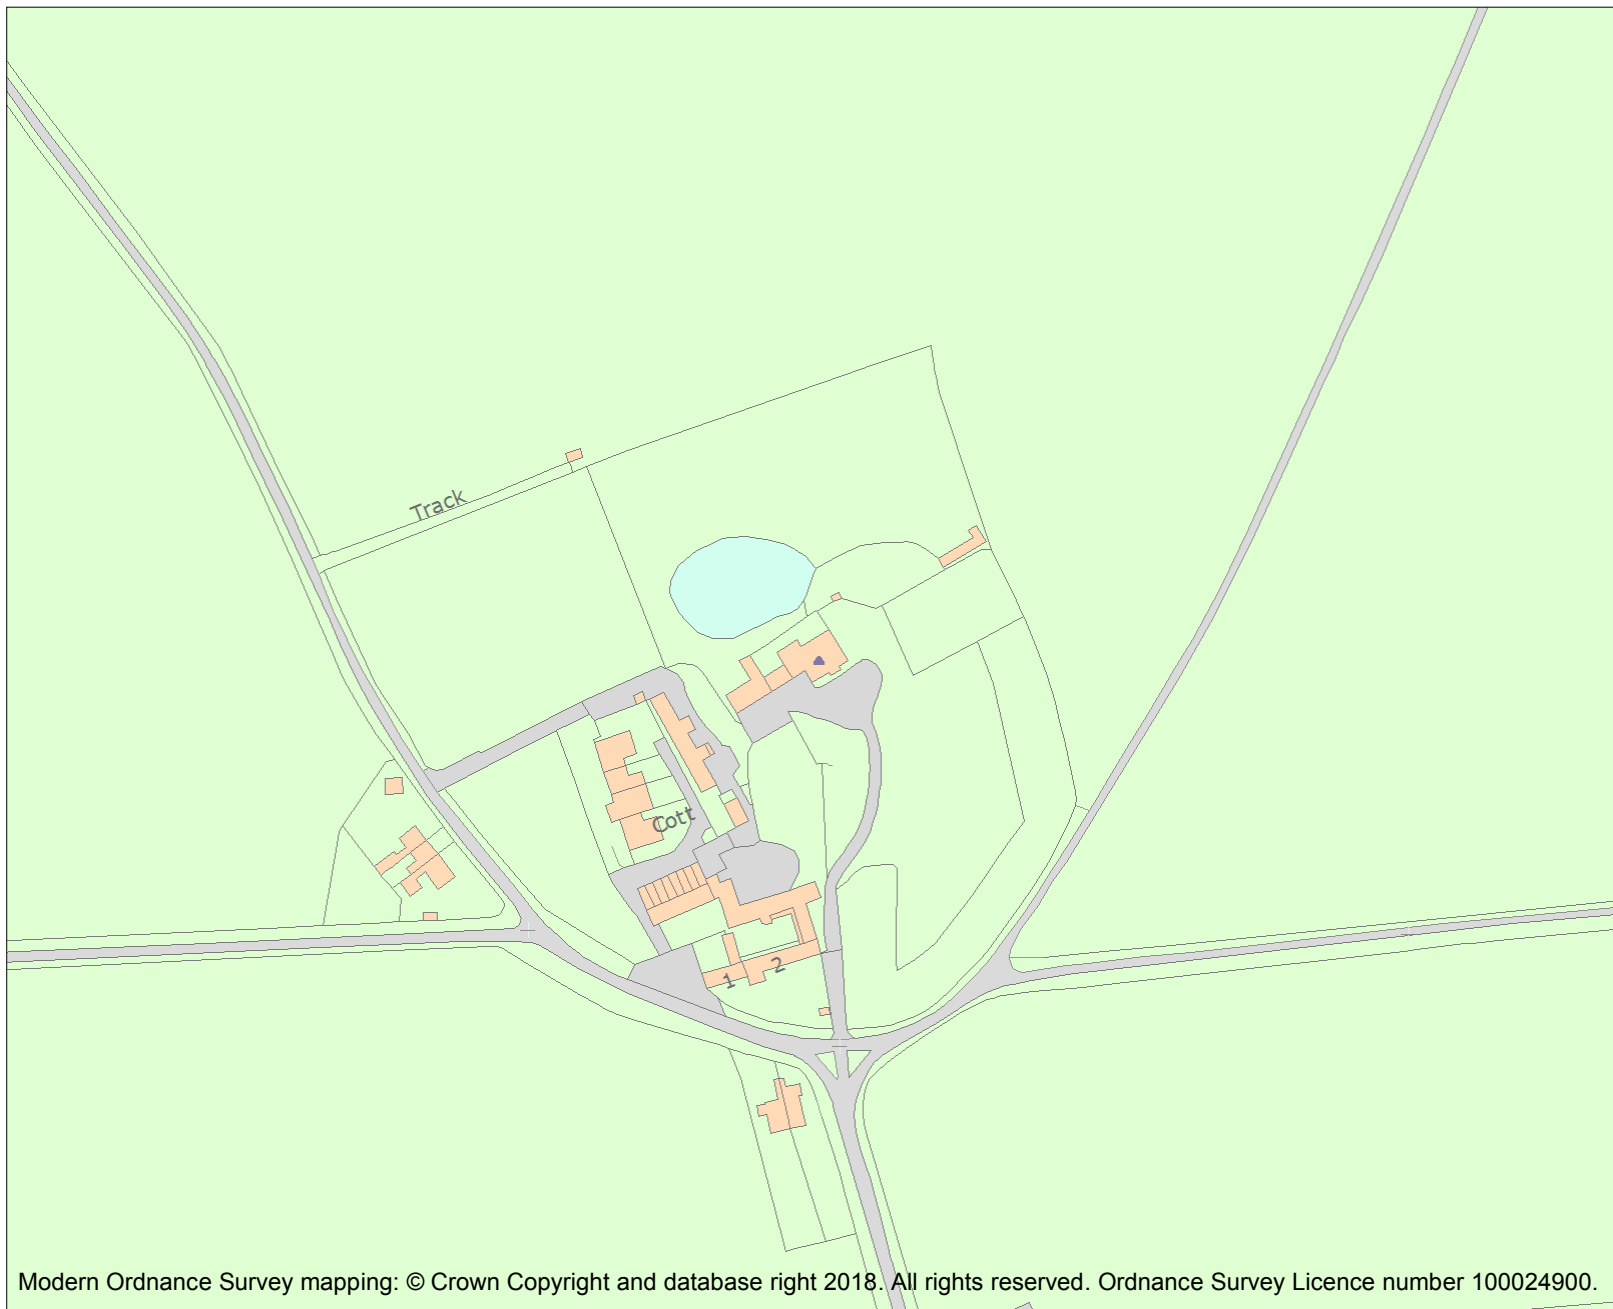 Track
Cott
1
2
Modern Ordnance Survey mapping: © Crown Copyright and database right 2018. All rights reserved. Ordnance Survey Licence number 100024900.